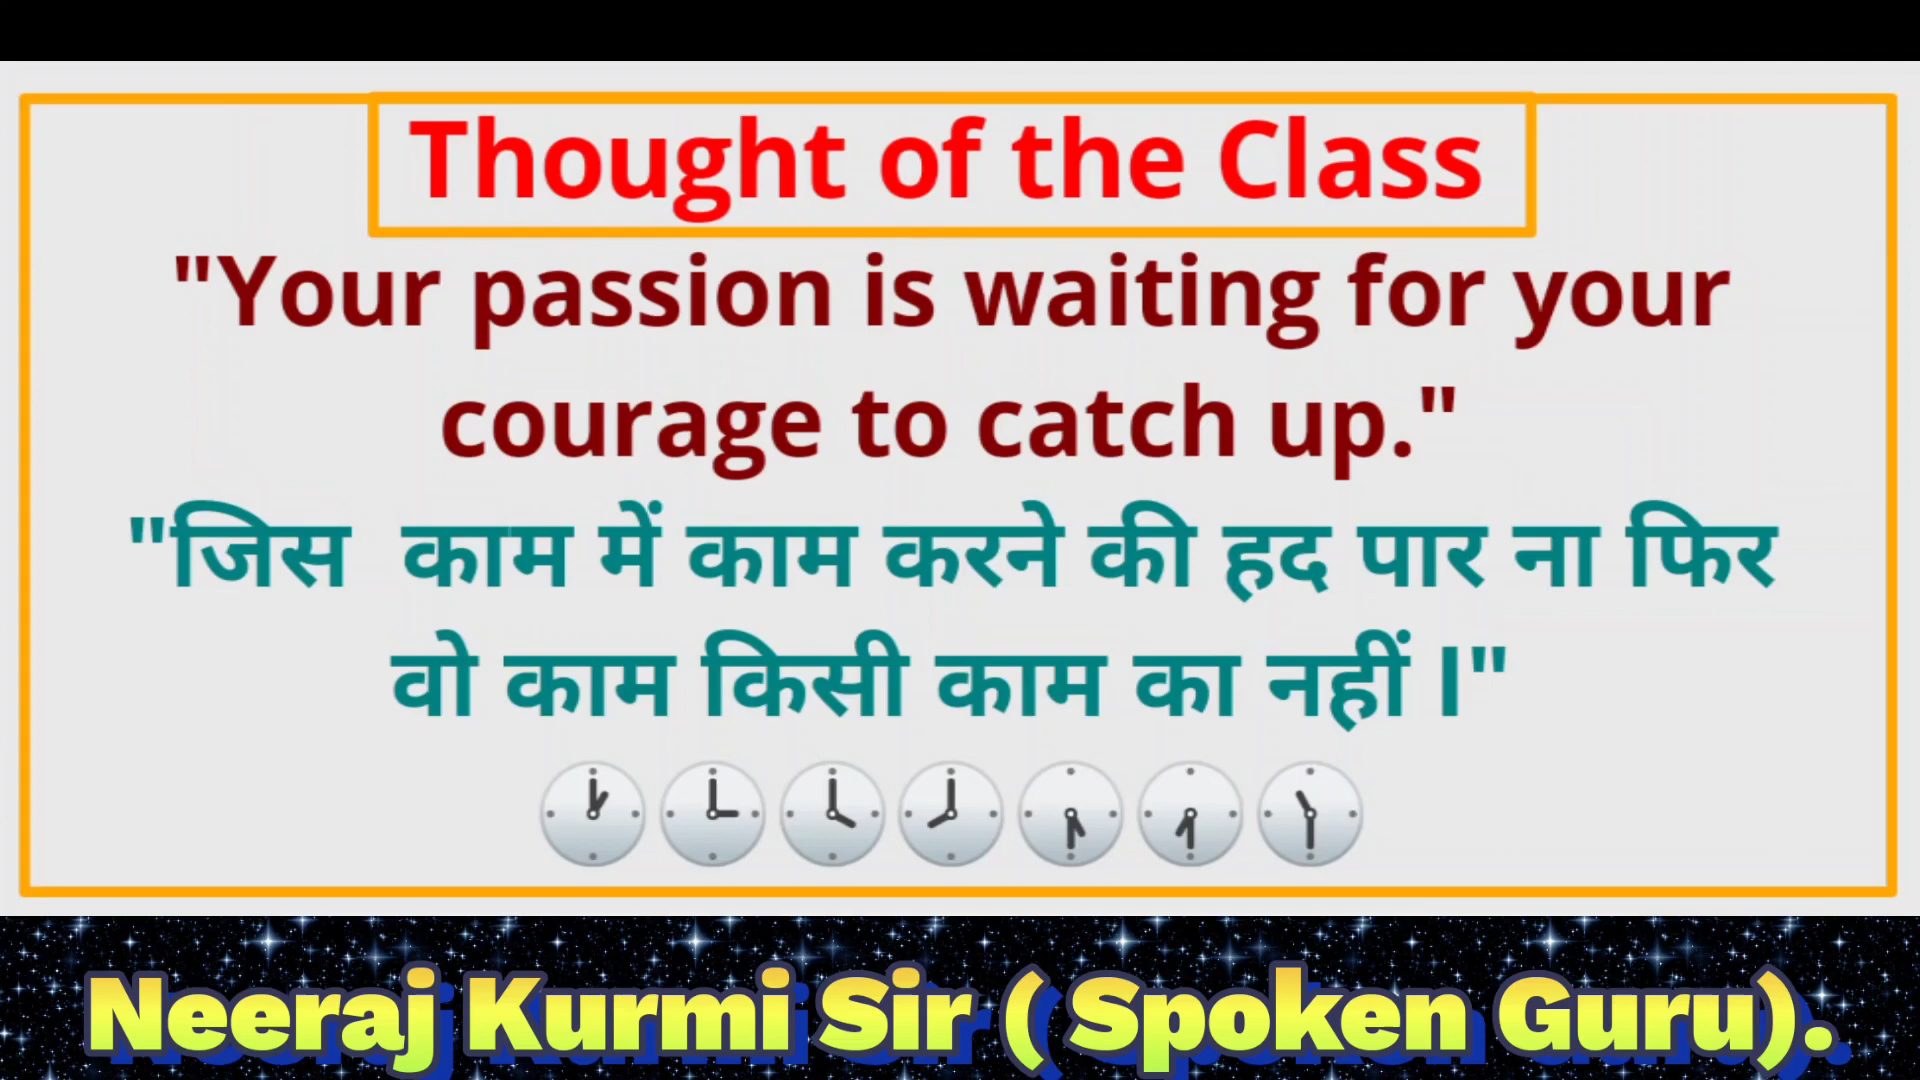 Thought of the Class
"Your passion is waiting for your
courage to catch up."
"जिस काम में काम करने की हद पार ना फिर
वो काम किसी काम का नहीं ।"
Neeraj Kurmi Sir ( Spoken Guru).